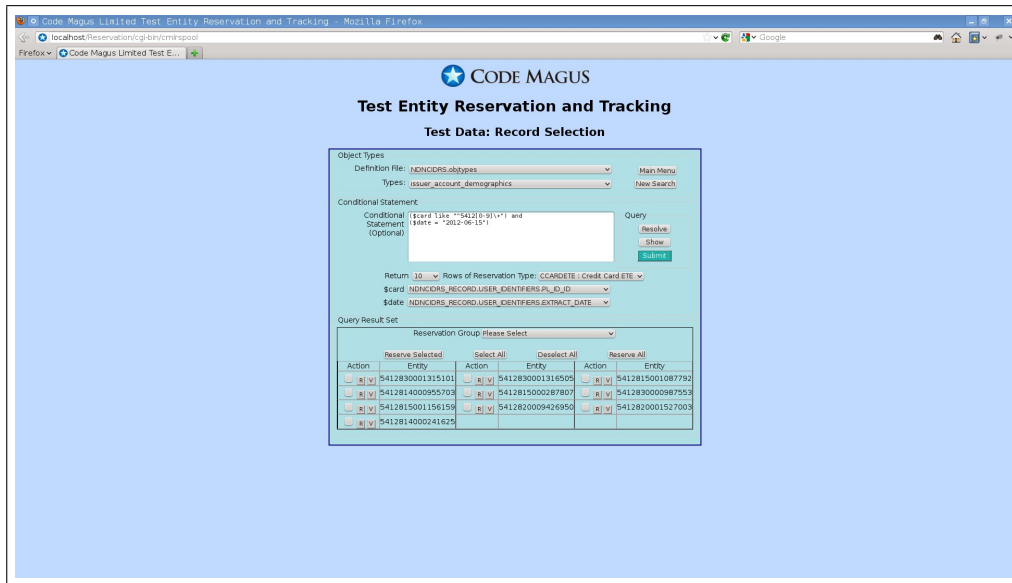 Code Magus Limited Test Entity Reservation and Tracking - Mozilla Firefox
localhost/Reservation/cgi-bin/cmlrspool
Google
Firefox
Code Magus Limited Test E...
CODE MAGUS
Test Entity Reservation and Tracking
Test Data: Record Selection
Object Types
Definition File: NDNCIDRS.objtypes Main Menu
Types: issuer_account_demographics New Search
Conditional Statement
Conditional Statement (Optional)
($card like "^5412[0-9]\+") and
($date = "2012-06-15")
Query
Resolve
Show
Submit
Return 10 Rows of Reservation Type: CCARDETE : Credit Card ETE
$card NDNCIDRS_RECORD.USER_IDENTIFIERS.PL_ID_ID
$date NDNCIDRS_RECORD.USER_IDENTIFIERS.EXTRACT_DATE
Query Result Set
Reservation Group Please Select
Reserve Selected Select All Deselect All Reserve All
Action Entity Action Entity Action Entity
R V 5412830001315101 R V 5412830001316505 R V 5412815001087792
R V 5412814000955703 R V 5412815000287807 R V 5412830000987553
R V 5412815001156159 R V 5412820009426950 R V 5412820001527003
R V 5412814000241625